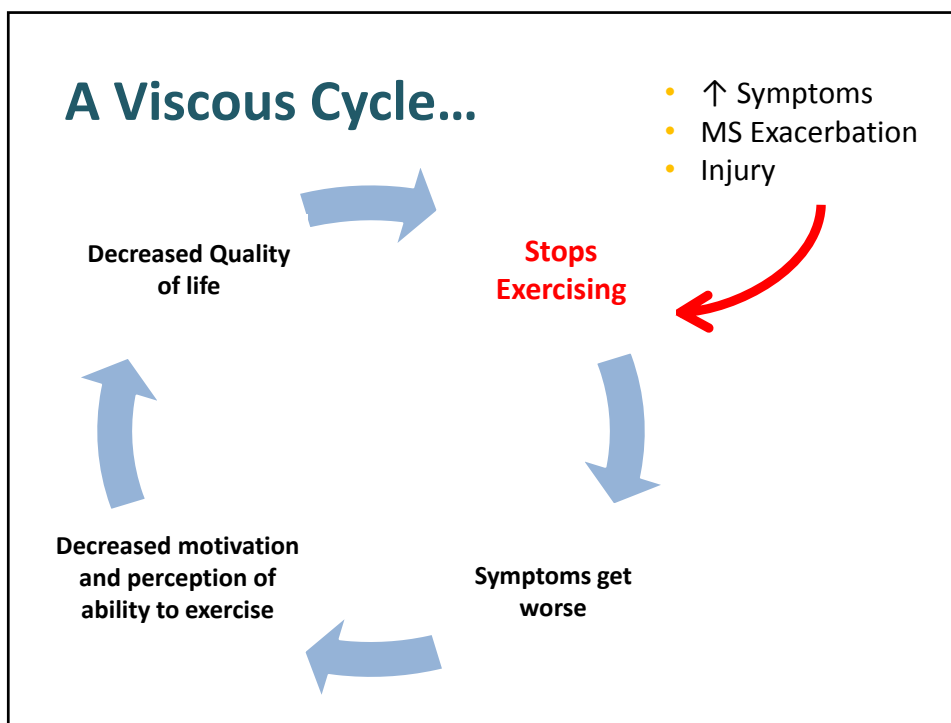 A Viscous Cycle...
• ↑ Symptoms
• MS Exacerbation
• Injury
Stops
Exercising
Symptoms get
worse
Decreased motivation
and perception of
ability to exercise
Decreased Quality
of life